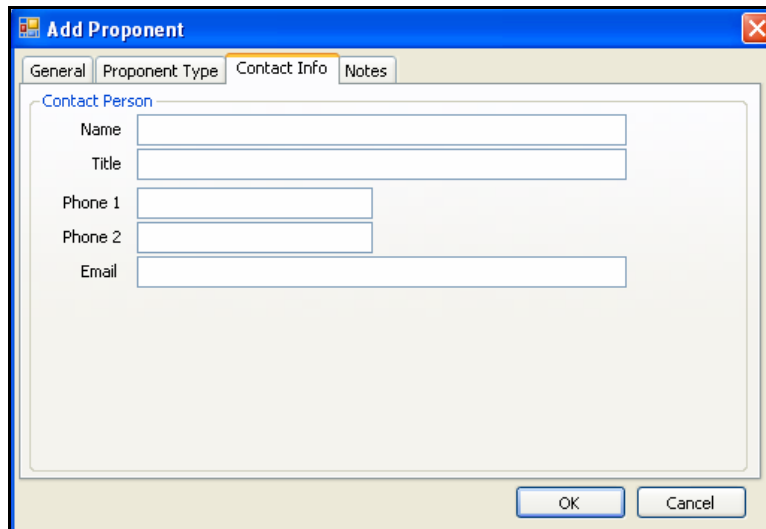 Add Proponent
General Proponent Type Contact Info Notes
Contact Person
Name
Title
Phone 1
Phone 2
Email
OK Cancel